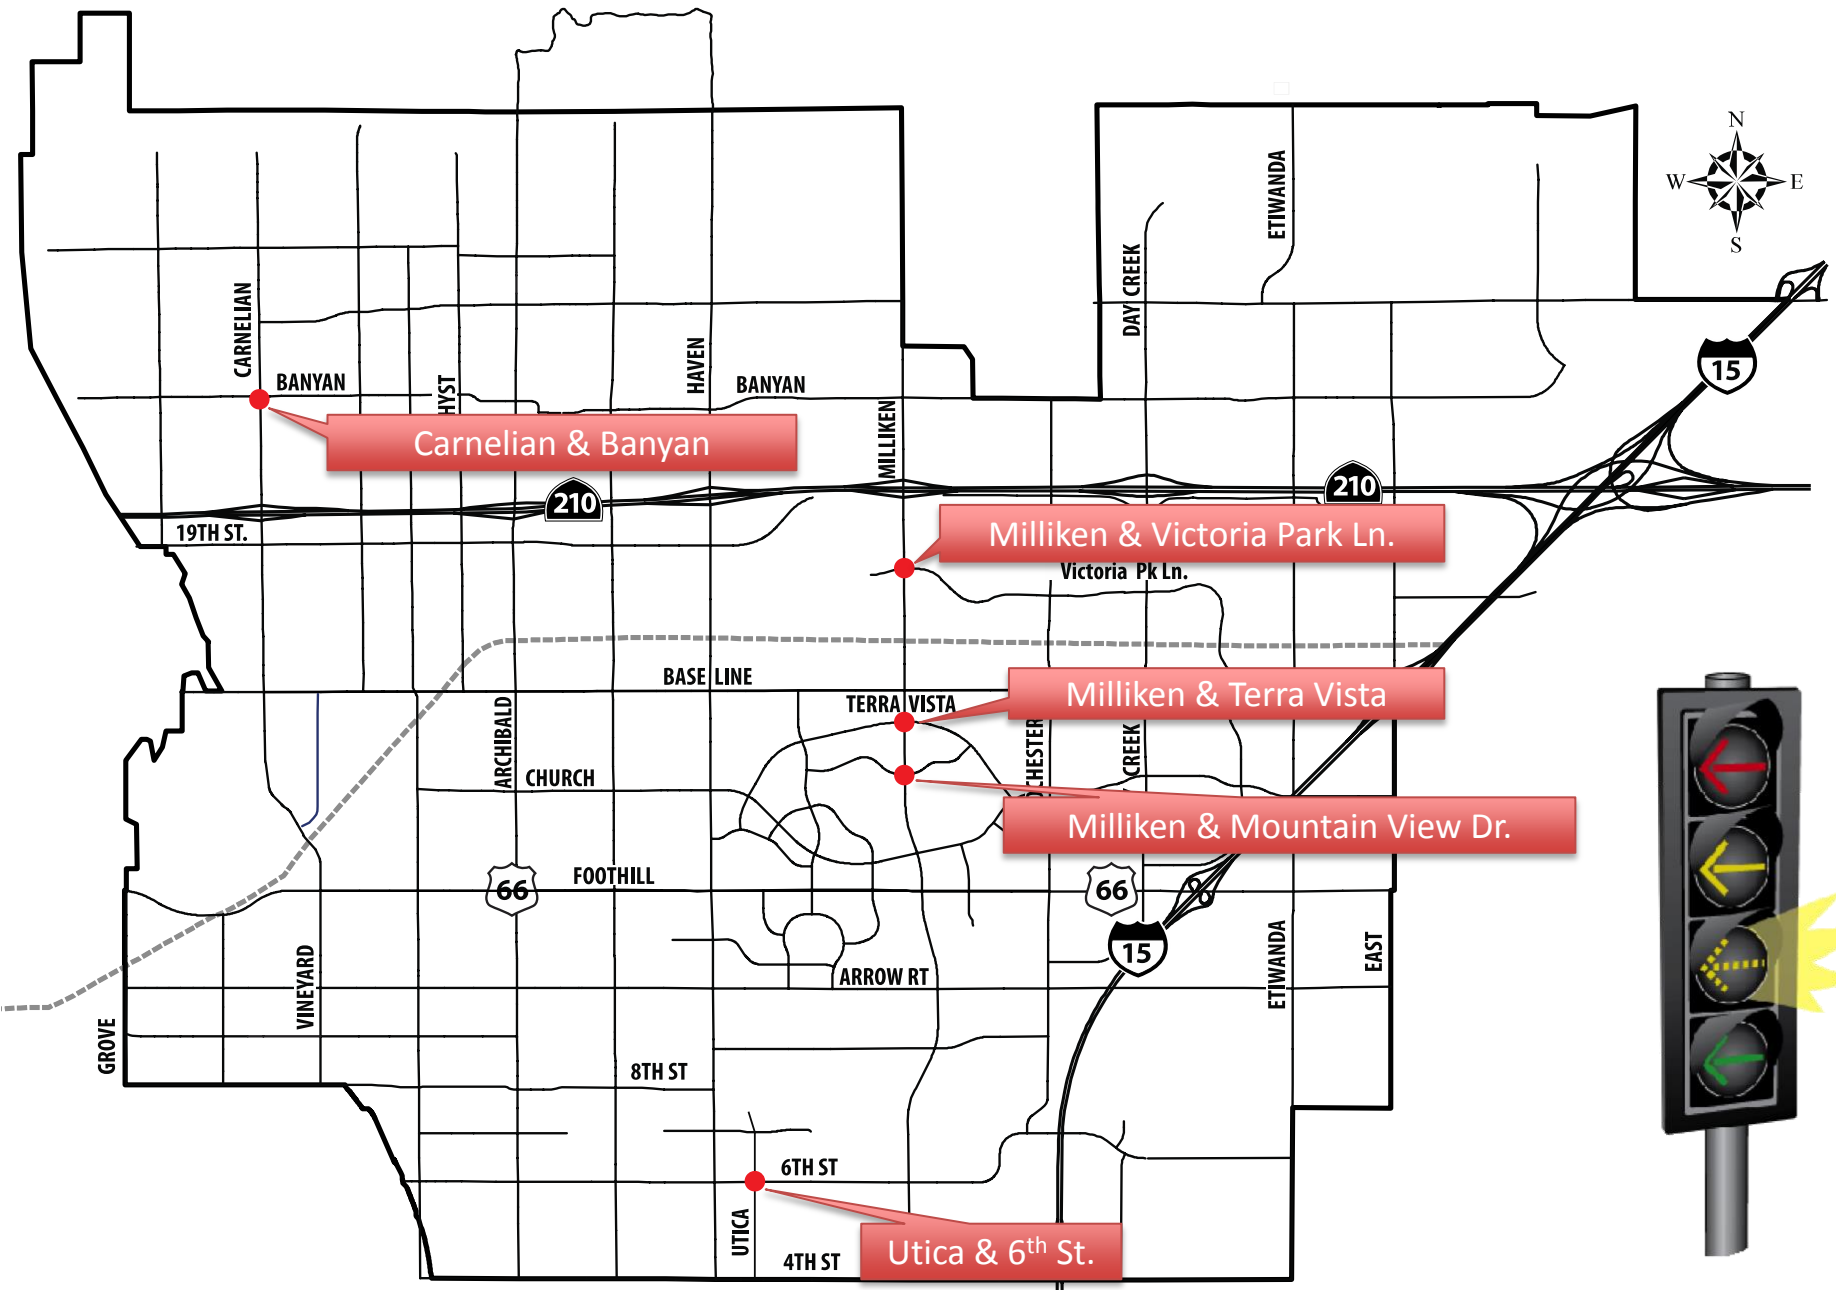 N
W
E
S
ETIWANDA
DAY CREEK
CARNELIAN
HAVEN
15
BANYAN
BANYAN
HYST
MILLIKEN
Carnelian & Banyan
210
210
19TH ST.
Milliken & Victoria Park Ln.
Victoria Pk Ln.
BASE LINE
Milliken & Terra Vista
TERRA VISTA
ARCHIBALD
CHESTER
CREEK
CHURCH
Milliken & Mountain View Dr.
FOOTHILL
66
66
15
VINEYARD
ETIWANDA
EAST
ARROW RT
GROVE
8TH ST
6TH ST
UTICA
Utica & 6th St.
4TH ST